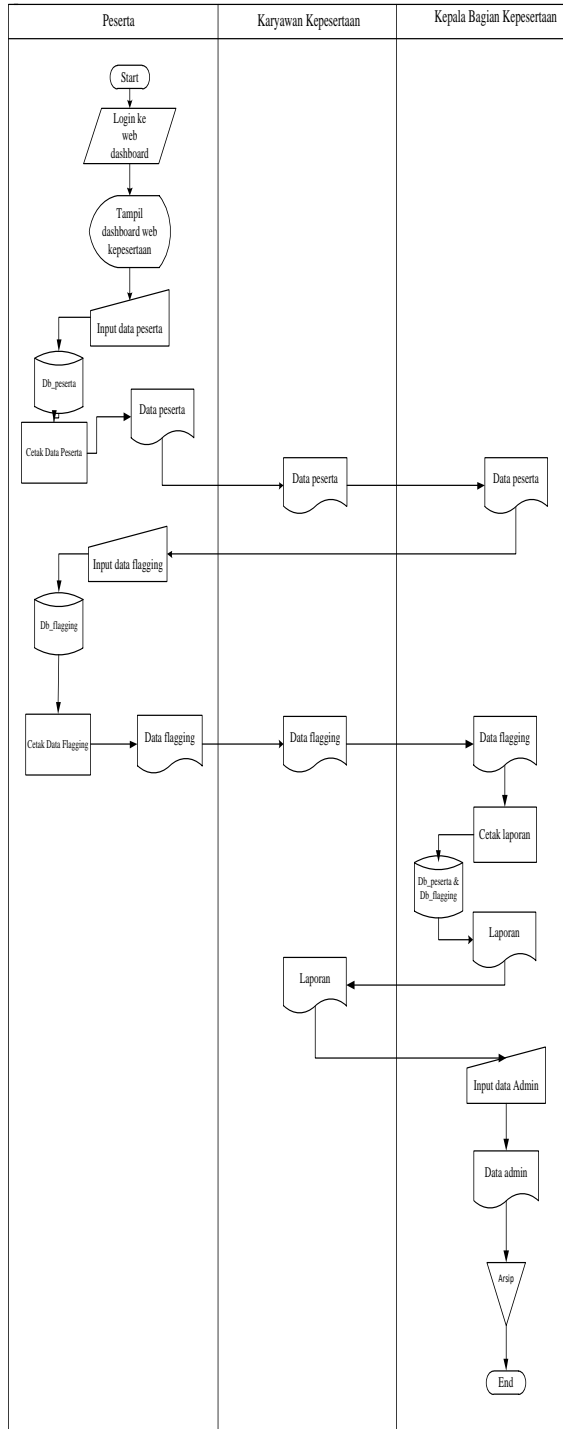 Peserta
Karyawan Kepesertaan
Kepala Bagian Kepesertaan
Start
Login ke
web
dashboard
Tampil
dashboard web
kepesertaan
Input data peserta
Db_peserta
Cetak Data Peserta
Data peserta
Data peserta
Data peserta
Input data flagging
Db_flagging
Cetak Data Flagging
Data flagging
Data flagging
Data flagging
Cetak laporan
Db_peserta &
Db_flagging
Laporan
Laporan
Input data Admin
Data admin
Arsip
End